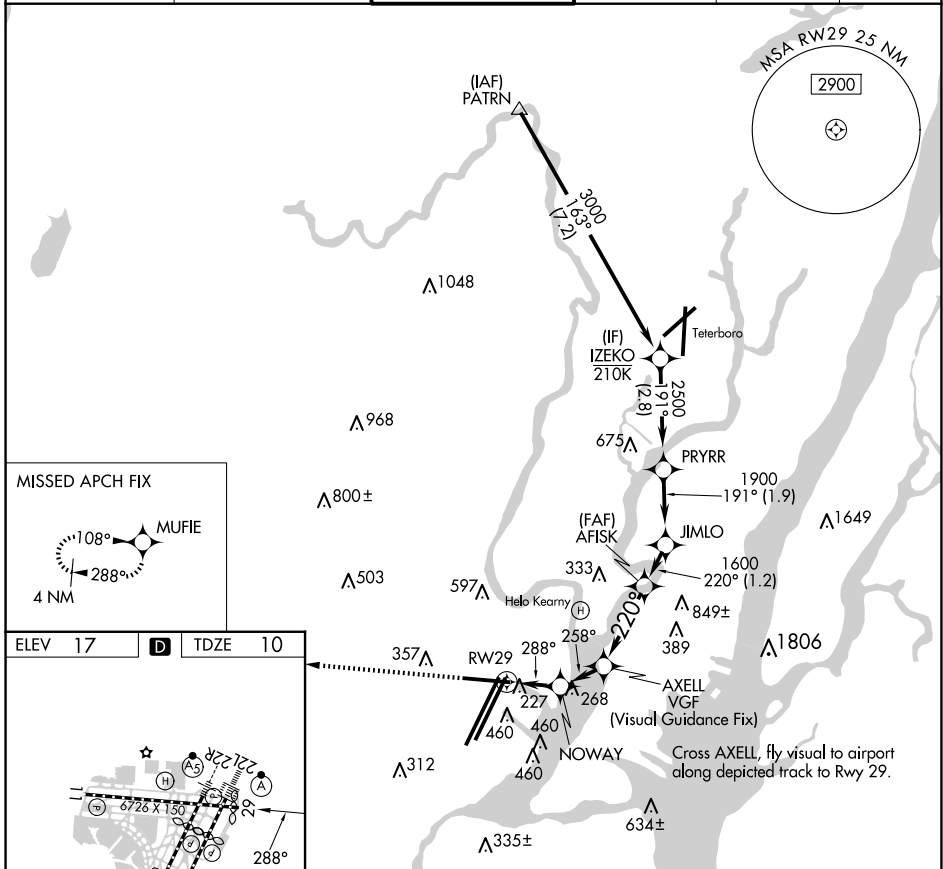 MSA RW29 25 NM
2900
(IAF)
PATRN
3000
163°
(7.2)
1048
Teterboro
(IF)
IZEKO
210K
2500
191°
(2.8)
968
675
PRYRR
1900
191° (1.9)
MISSED APCH FIX
MUFIE
108°
288°
4 NM
800±
1649
(FAF)
AFISK
JIMLO
1600
220° (1.2)
503
333
597
Helo Kearny
H
220°
849±
389
1806
258°
288°
357
RW29
227
268
AXELL
VGF
(Visual Guidance Fix)
460
460
460
NOWAY
Cross AXELL, fly visual to airport
along depicted track to Rwy 29.
312
634±
335±
ELEV 17
D
TDZE 10
22R
22L
A5
A
H
P
P
P
P
11
6726 X 150
29
288°